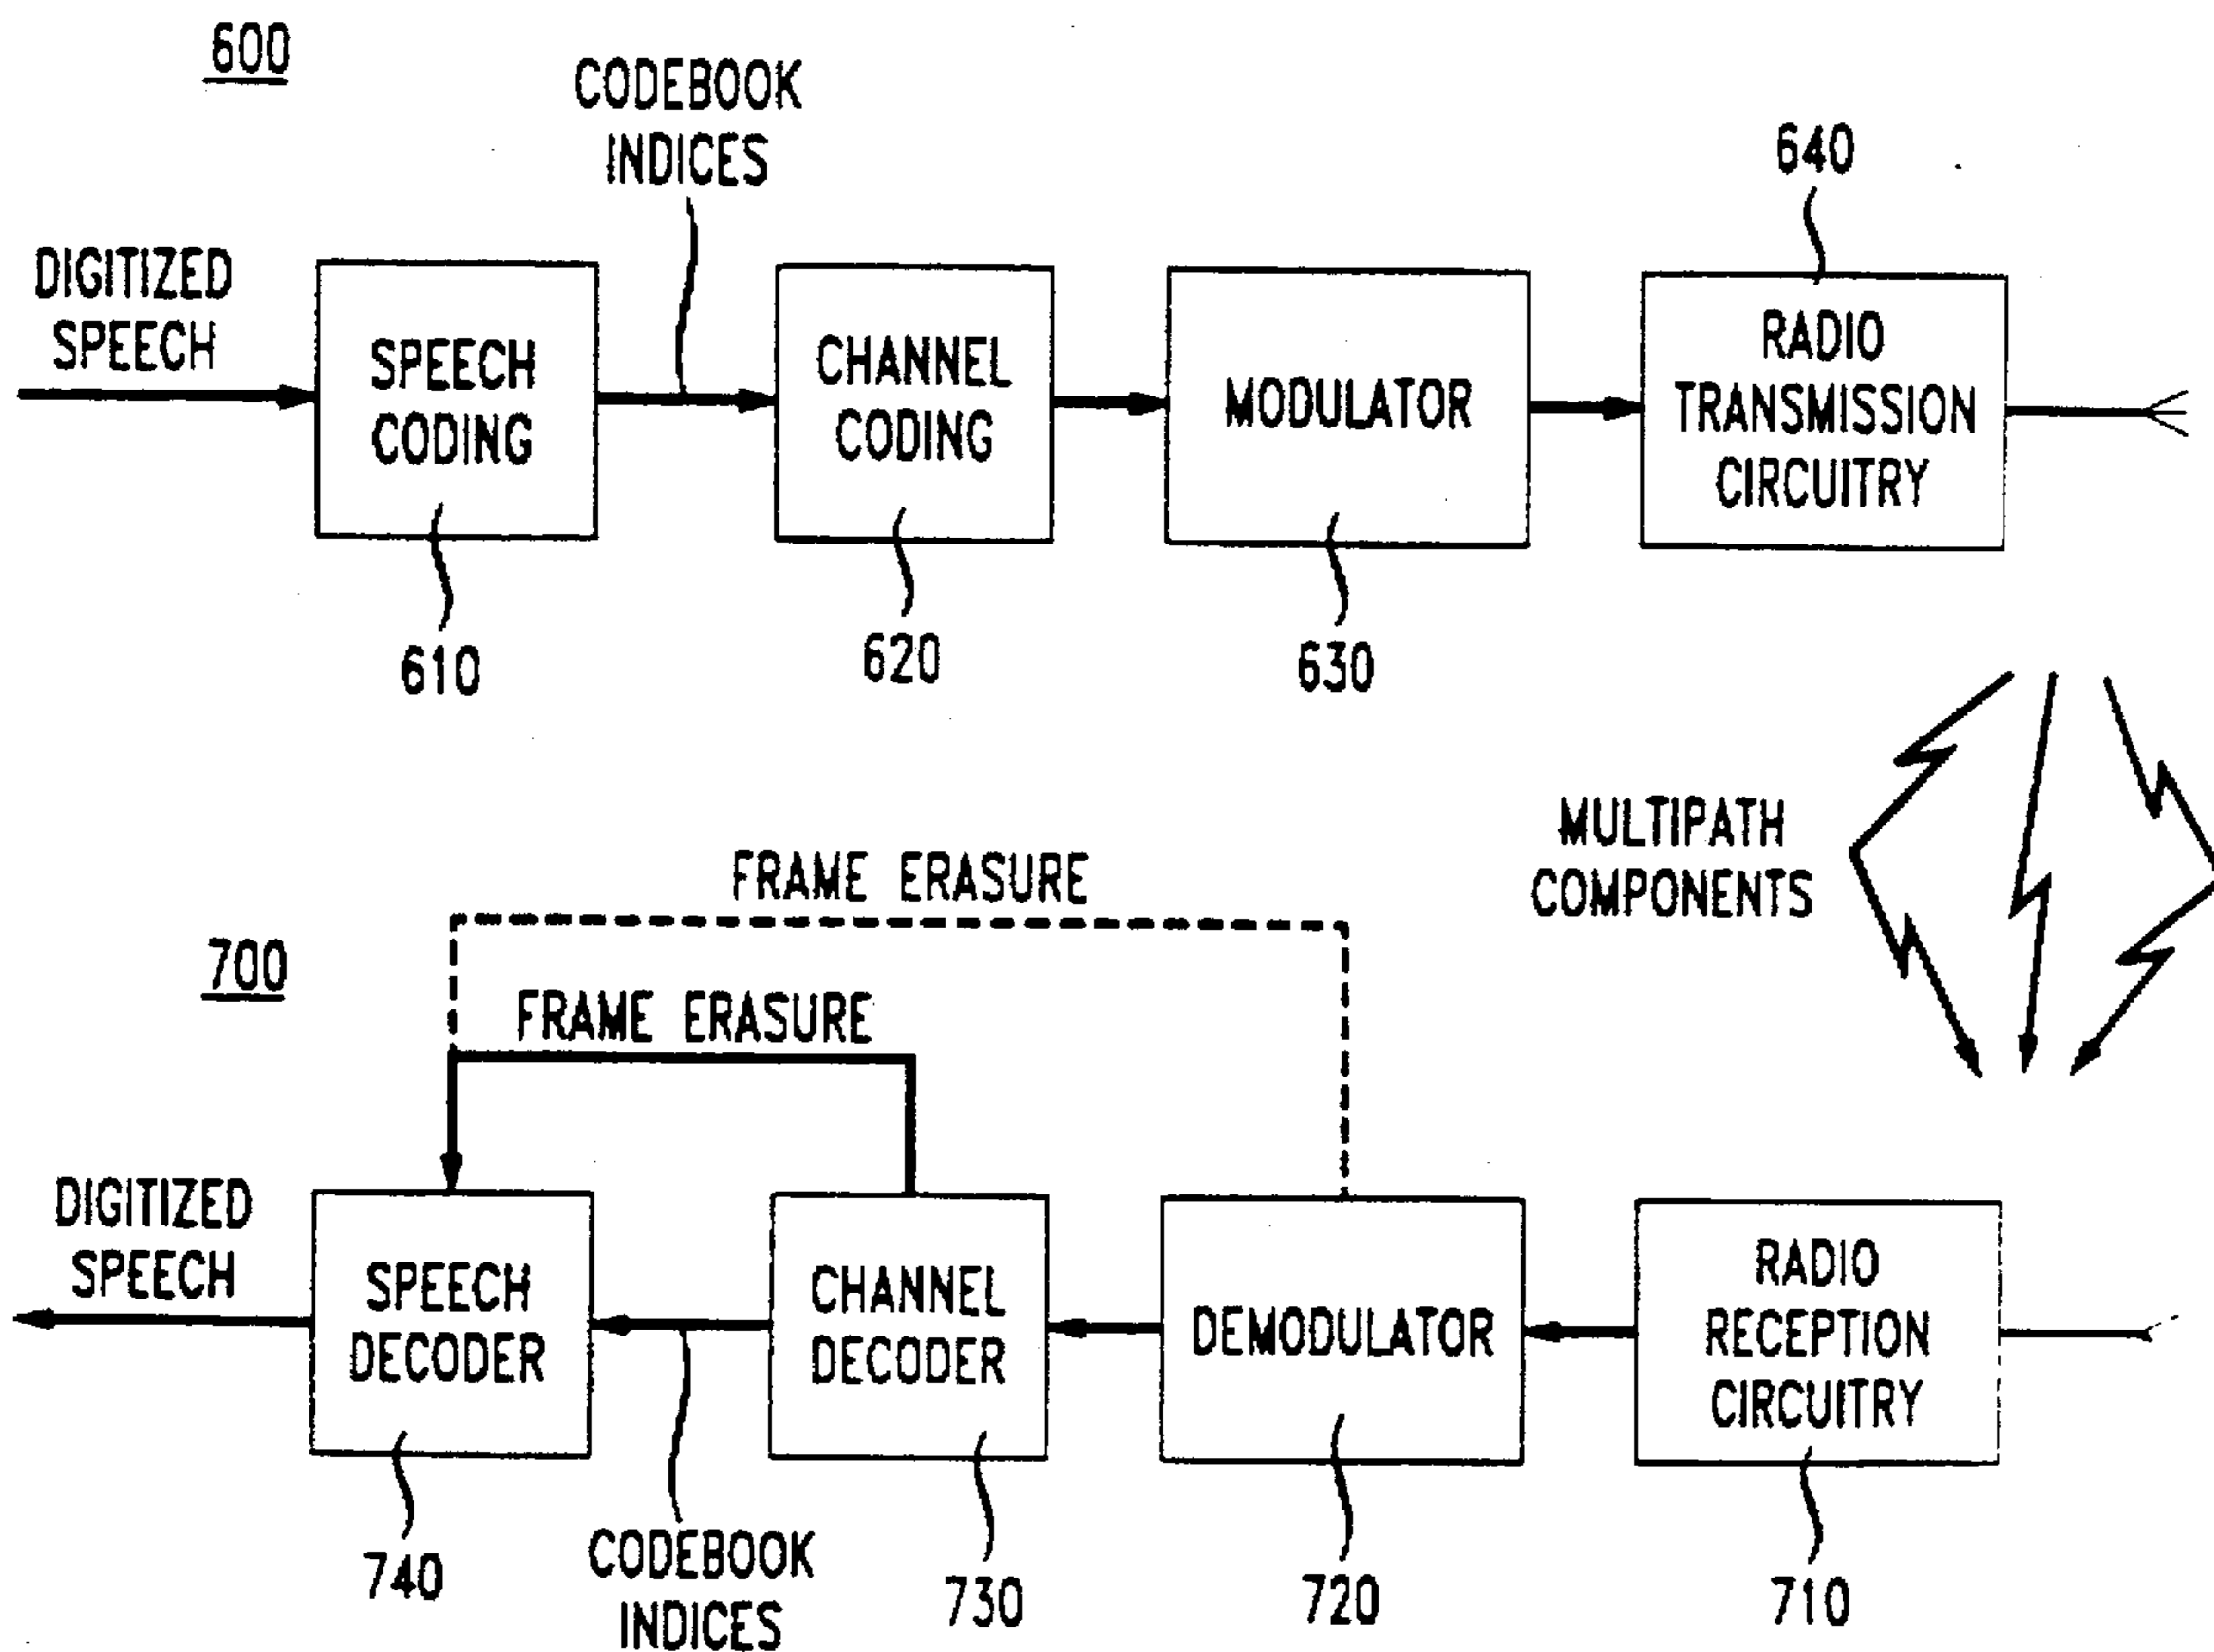 600
CODEBOOK
INDICES
640
DIGITIZED
SPEECH
SPEECH
CODING
CHANNEL
CODING
MODULATOR
RADIO
TRANSMISSION
CIRCUITRY
610
620
630
MULTIPATH
COMPONENTS
FRAME ERASURE
700
FRAME ERASURE
DIGITIZED
SPEECH
SPEECH
DECODER
CHANNEL
DECODER
DEMODULATOR
RADIO
RECEPTION
CIRCUITRY
740
CODEBOOK
INDICES
730
720
710